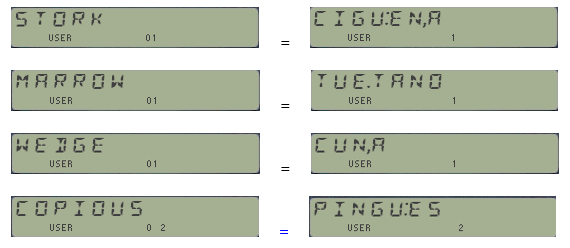 STORK CIGU:EN,A
USER 01 = USER 1
MARROW TUE.TANO
USER 01 = USER 1
WEDGE CUN,A
USER 01 = USER 1
COPIOUS PINGU:ES
USER 0 2 = USER 2